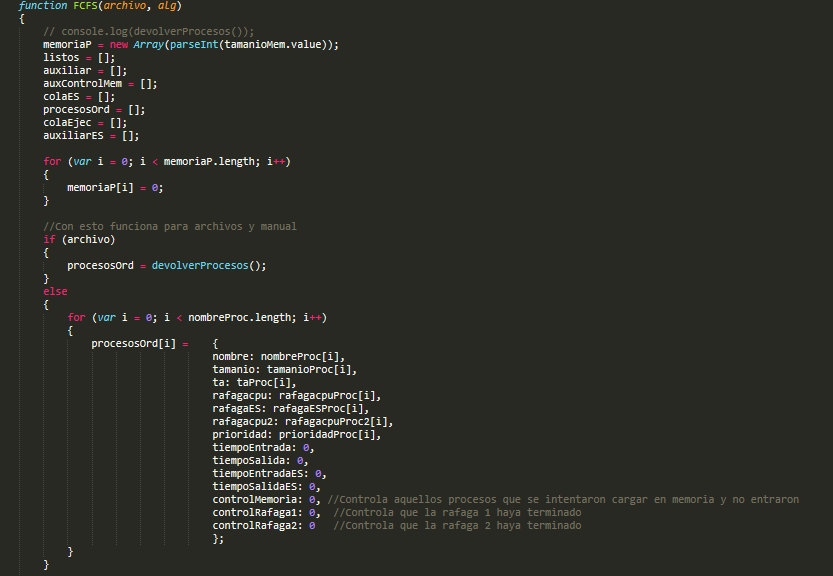 function FCFS(archivo, alg)
{
// console.log(devolverProcesos());
memoriaP = new Array(parseInt(tamanioMem.value));
listos = [];
auxiliar = [];
auxControlMem = [];
colaES = [];
procesosOrd = [];
colaEjec = [];
auxiliarES = [];
for (var i = 0; i < memoriaP.length; i++)
{
memoriaP[i] = 0;
}
//Con esto funciona para archivos y manual
if (archivo)
{
procesosOrd = devolverProcesos();
}
else
{
for (var i = 0; i < nombreProc.length; i++)
{
procesosOrd[i] = {
nombre: nombreProc[i],
tamanio: tamanioProc[i],
ta: taProc[i],
rafagacpu: rafagacpuProc[i],
rafagaES: rafagaESProc[i],
rafagacpu2: rafagacpuProc2[i],
prioridad: prioridadProc[i],
tiempoEntrada: 0,
tiempoSalida: 0,
tiempoEntradaES: 0,
tiempoSalidaES: 0,
controlMemoria: 0, //Controla aquellos procesos que se intentaron cargar en memoria y no entraron
controlRafaga1: 0, //Controla que la rafaga 1 haya terminado
controlRafaga2: 0 //Controla que la rafaga 2 haya terminado
};
}
}